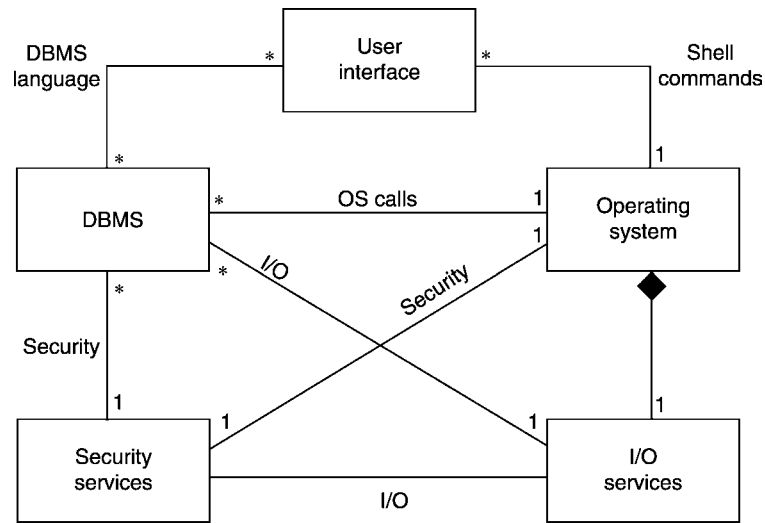 User
interface
DBMS
language
Shell
commands
*
*
*
1
DBMS
Operating
system
*
OS calls
1
1
*
I/O
Security
*
Security
1
1
1
1
Security
services
I/O
services
I/O